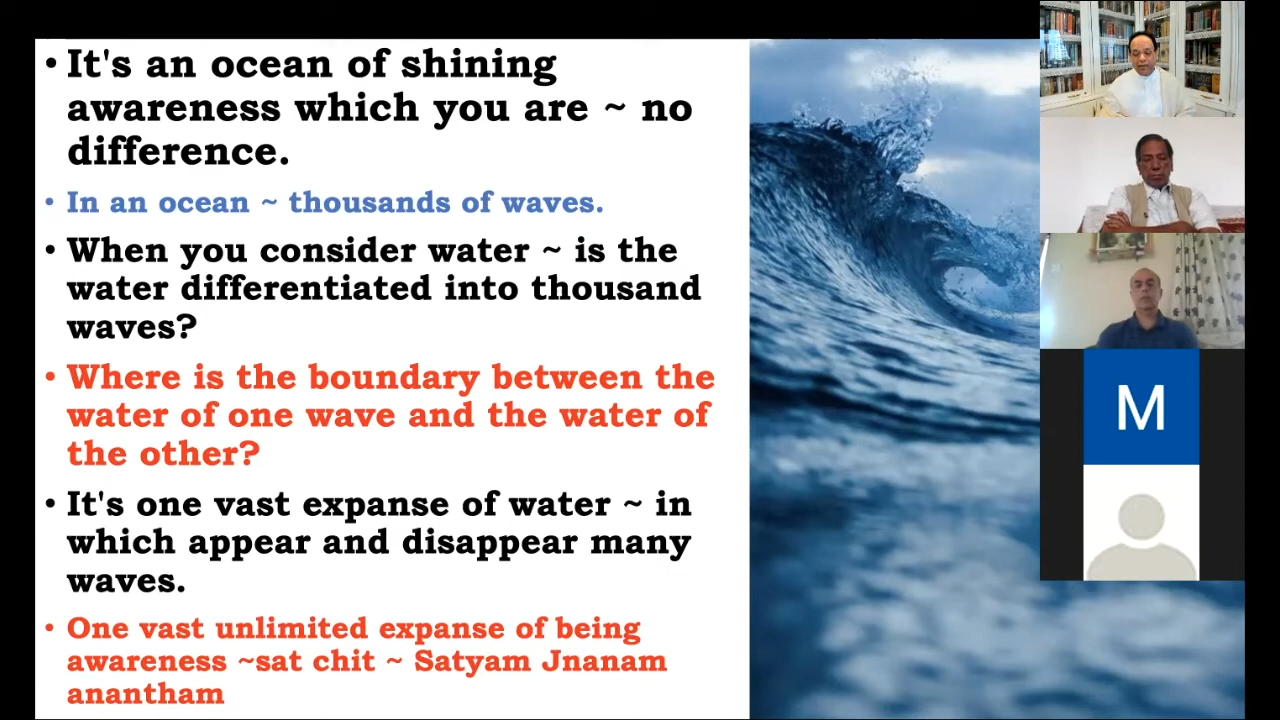 • It's an ocean of shining
awareness which you are ~ no
difference.
• In an ocean ~ thousands of waves.
• When you consider water ~ is the
water differentiated into thousand
waves?
• Where is the boundary between the
water of one wave and the water of
the other?
• It's one vast expanse of water ~ in
which appear and disappear many
waves.
• One vast unlimited expanse of being
awareness ~sat chit ~ Satyam Jnanam
anantham
M